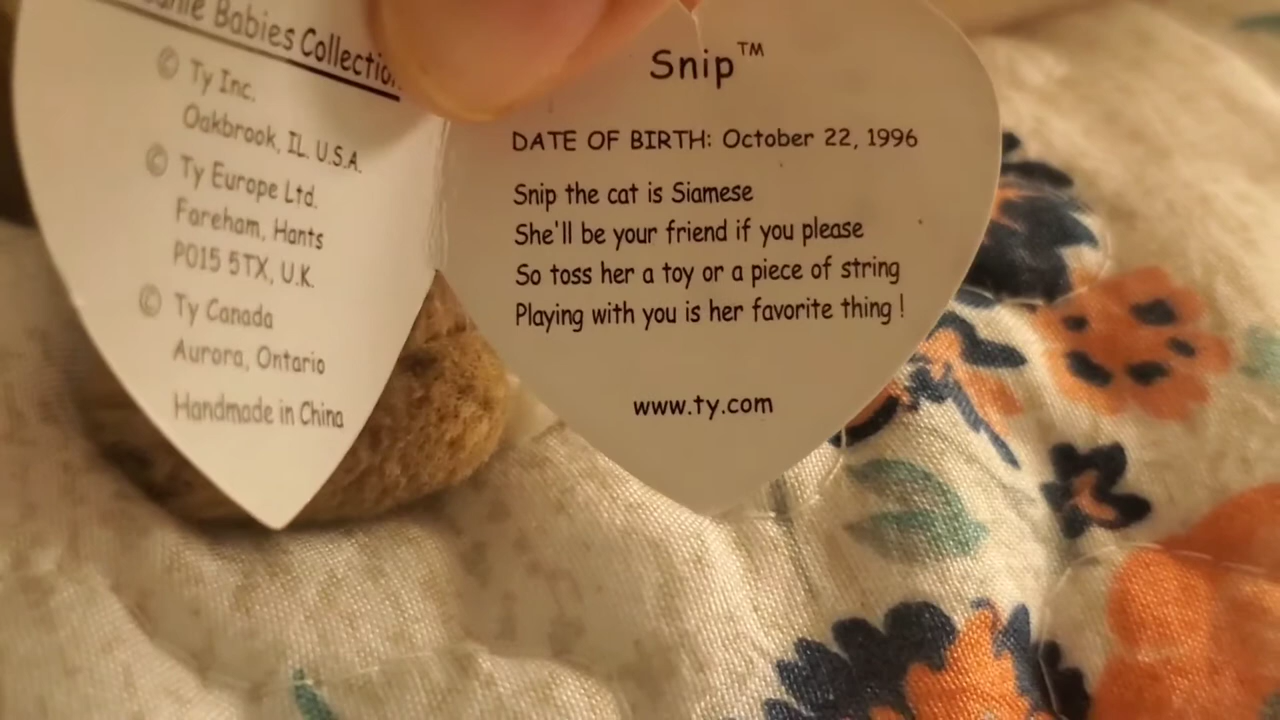 Babies Collection
© Ty Inc.
Oakbrook, IL. U.S.A.
© Ty Europe Ltd.
Fareham, Hants
P015 5TX, U.K.
© Ty Canada
Aurora, Ontario
Handmade in China
Snip™
DATE OF BIRTH: October 22, 1996
Snip the cat is Siamese
She'll be your friend if you please
So toss her a toy or a piece of string
Playing with you is her favorite thing !
www.ty.com